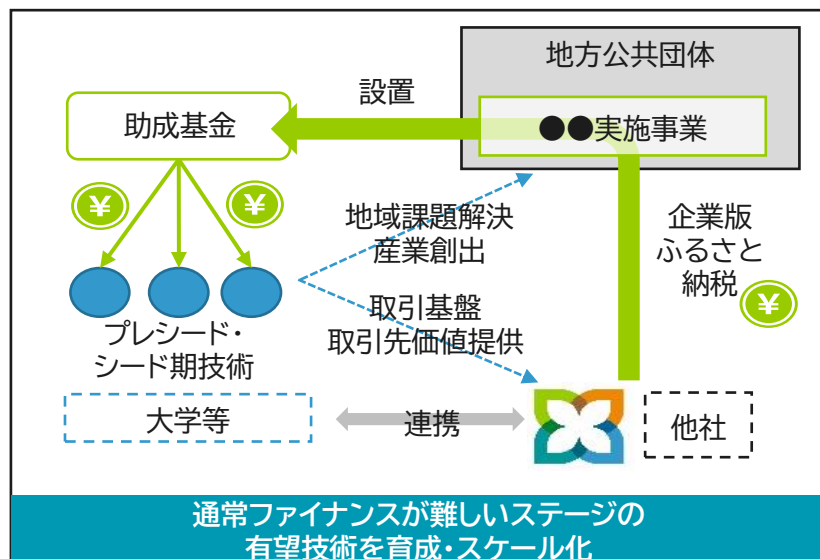 地方公共団体
設置
助成基金
●●実施事業
¥
¥
地域課題解決
産業創出
企業版
ふるさと
納税
¥
取引基盤
取引先価値提供
プレシード・
シード期技術
大学等
連携
他社
通常ファイナンスが難しいステージの
有望技術を育成・スケール化